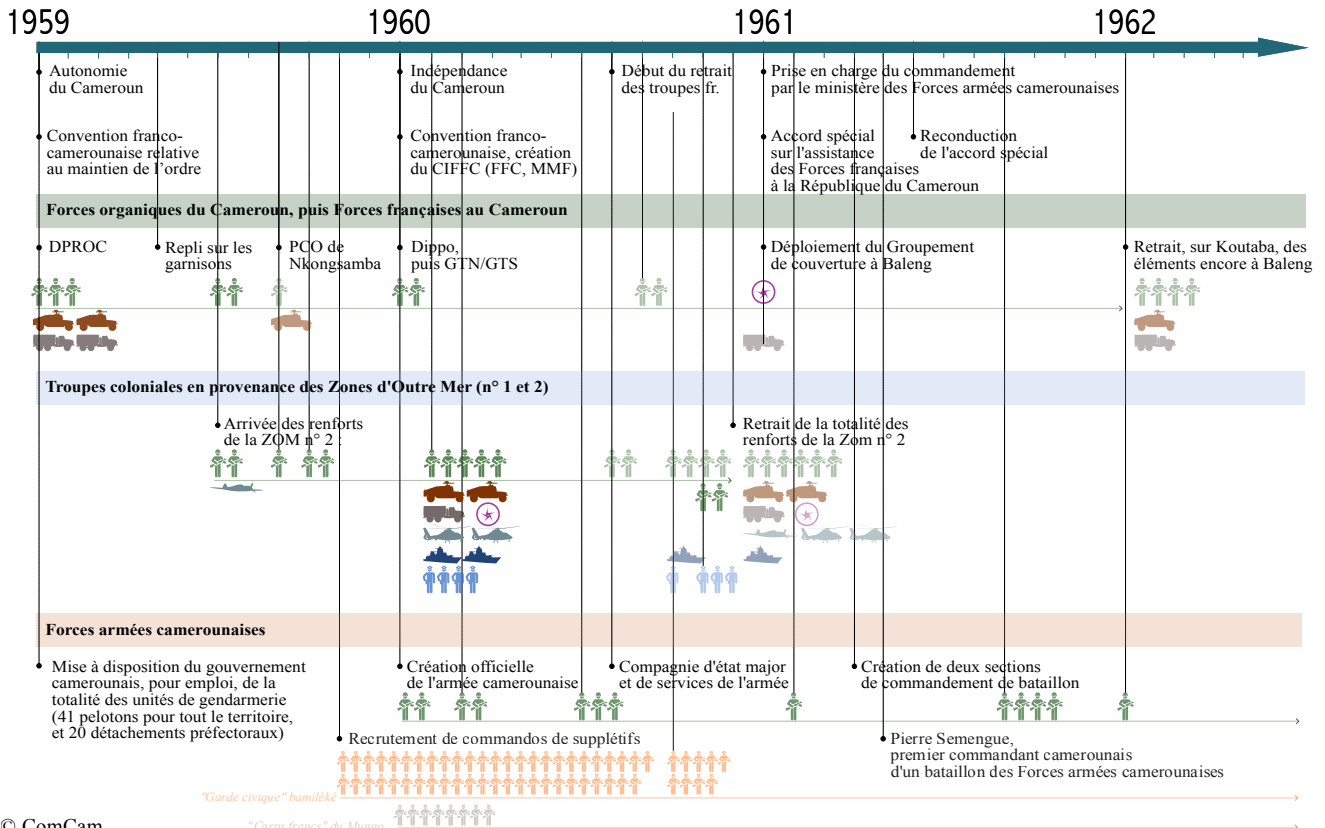 1959
1960
1961
1962
Autonomie
du Cameroun
Indépendance
du Cameroun
Début du retrait
des troupes fr.
Prise en charge du commandement
par le ministère des Forces armées camerounaises
Convention franco-
camerounaise relative
au maintien de l'ordre
Convention franco-
camerounaise, création
du CIFFC (FFC, MMF)
Accord spécial
sur l'assistance
des Forces françaises
à la République du Cameroun
Reconduction
de l'accord spécial
Forces organiques du Cameroun, puis Forces françaises au Cameroun
DPROC
Repli sur les
garnisons
PCO de
Nkongsamba
Dippo,
puis GTN/GTS
Déploiement du Groupement
de couverture à Baleng
Retrait, sur Koutaba, des
éléments encore à Baleng
Troupes coloniales en provenance des Zones d'Outre Mer (n° 1 et 2)
Arrivée des renforts
de la ZOM n° 2 :
Retrait de la totalité des
renforts de la Zom n° 2
Forces armées camerounaises
Mise à disposition du gouvernement
camerounais, pour emploi, de la
totalité des unités de gendarmerie
(41 pelotons pour tout le territoire,
et 20 détachements préfectoraux)
Création officielle
de l'armée camerounaise
Compagnie d'état major
et de services de l'armée
Création de deux sections
de commandement de bataillon
Recrutement de commandos de supplétifs
Pierre Semengue,
premier commandant camerounais
d'un bataillon des Forces armées camerounaises
"Garde civique" bamiléké
"Corps francs" du Mungo
© ComCam